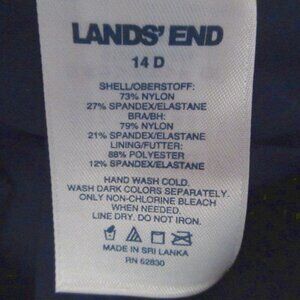 LANDS' END
14 D
SHELL/OBERSTOFF:
73% NYLON
27% SPANDEX/ELASTANE
BRA/BH:
79% NYLON
21% SPANDEX/ELASTANE
LINING/FUTTER:
88% POLYESTER
12% SPANDEX/ELASTANE
HAND WASH COLD.
WASH DARK COLORS SEPARATELY.
ONLY NON-CHLORINE BLEACH
WHEN NEEDED.
LINE DRY. DO NOT IRON.
MADE IN SRI LANKA
RN 62830